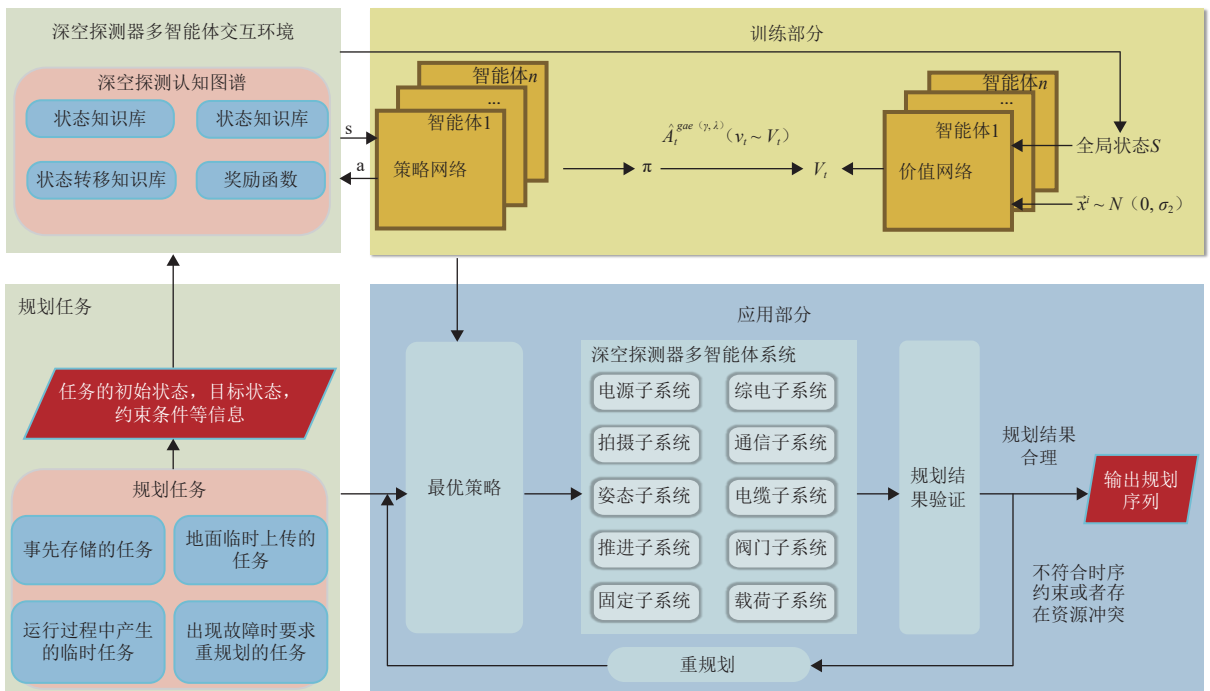 深空探测器多智能体交互环境
深空探测认知图谱
状态知识库
状态知识库
状态转移知识库
奖励函数
s
a
训练部分
智能体n
...
智能体1
策略网络
π
Â_t^{gae (γ, λ)} (v_t ~ V_t)
V_t
智能体n
...
智能体1
价值网络
全局状态S
x⃗^i ~ N (0, σ_2)
规划任务
任务的初始状态，目标状态，
约束条件等信息
规划任务
事先存储的任务
地面临时上传的
任务
运行过程中产生
的临时任务
出现故障时要求
重规划的任务
应用部分
最优策略
深空探测器多智能体系统
电源子系统
综电子系统
拍摄子系统
通信子系统
姿态子系统
电缆子系统
推进子系统
阀门子系统
固定子系统
载荷子系统
规划结
果验证
规划结果
合理
输出规划
序列
不符合时序
约束或者存
在资源冲突
重规划